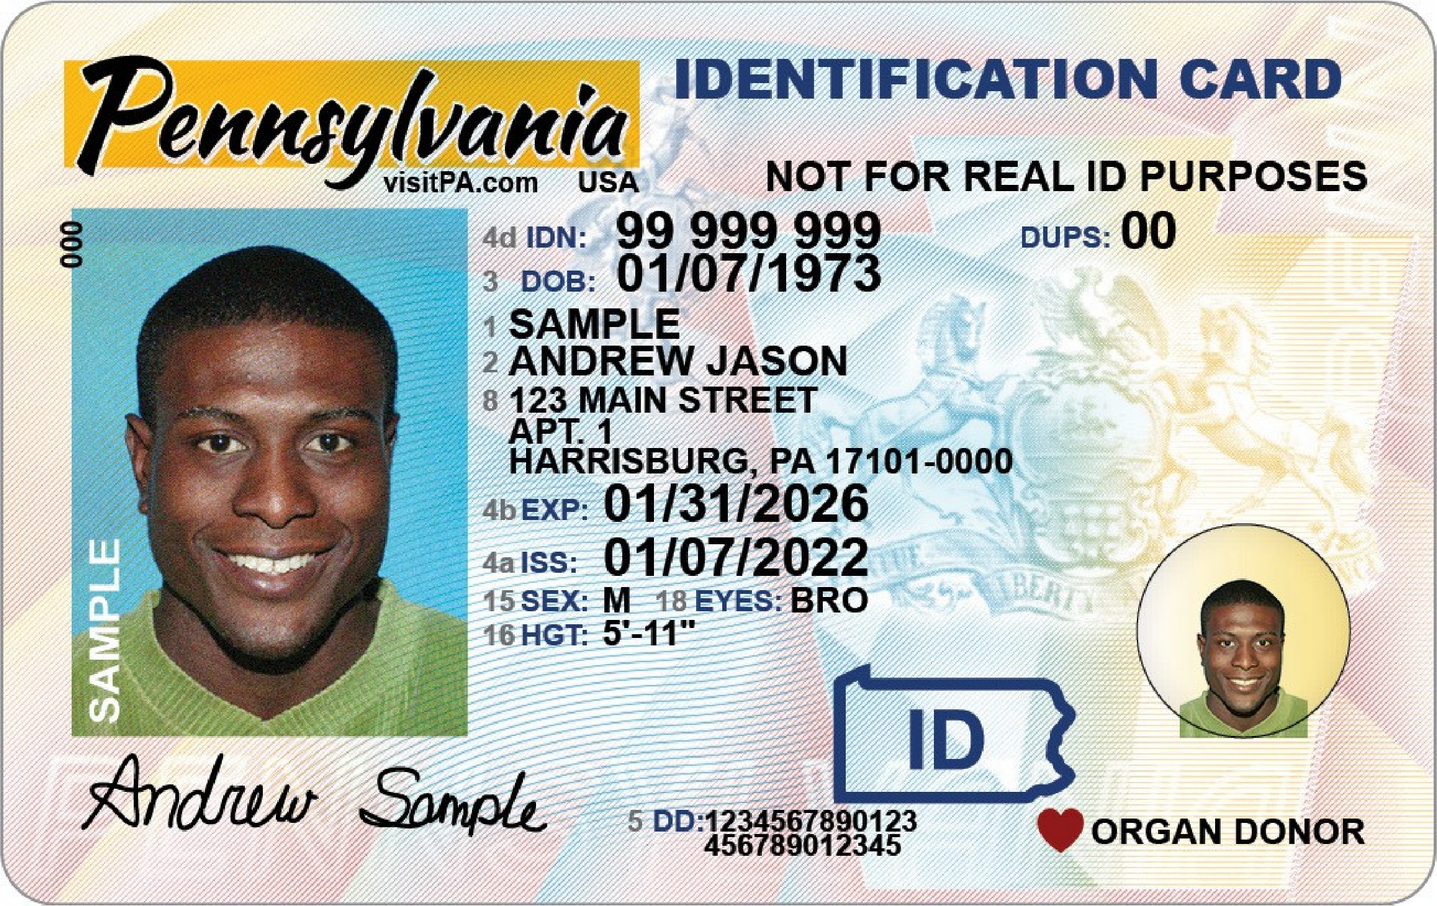 Pennsylvania
visitPA.com USA
IDENTIFICATION CARD
NOT FOR REAL ID PURPOSES
000
4d IDN: 99 999 999 DUPS: 00
3 DOB: 01/07/1973
1 SAMPLE
2 ANDREW JASON
8 123 MAIN STREET
APT. 1
HARRISBURG, PA 17101-0000
4b EXP: 01/31/2026
4a ISS: 01/07/2022
15 SEX: M 18 EYES: BRO
16 HGT: 5'-11"
SAMPLE
ID
Andrew Sample
5 DD:1234567890123
456789012345
ORGAN DONOR